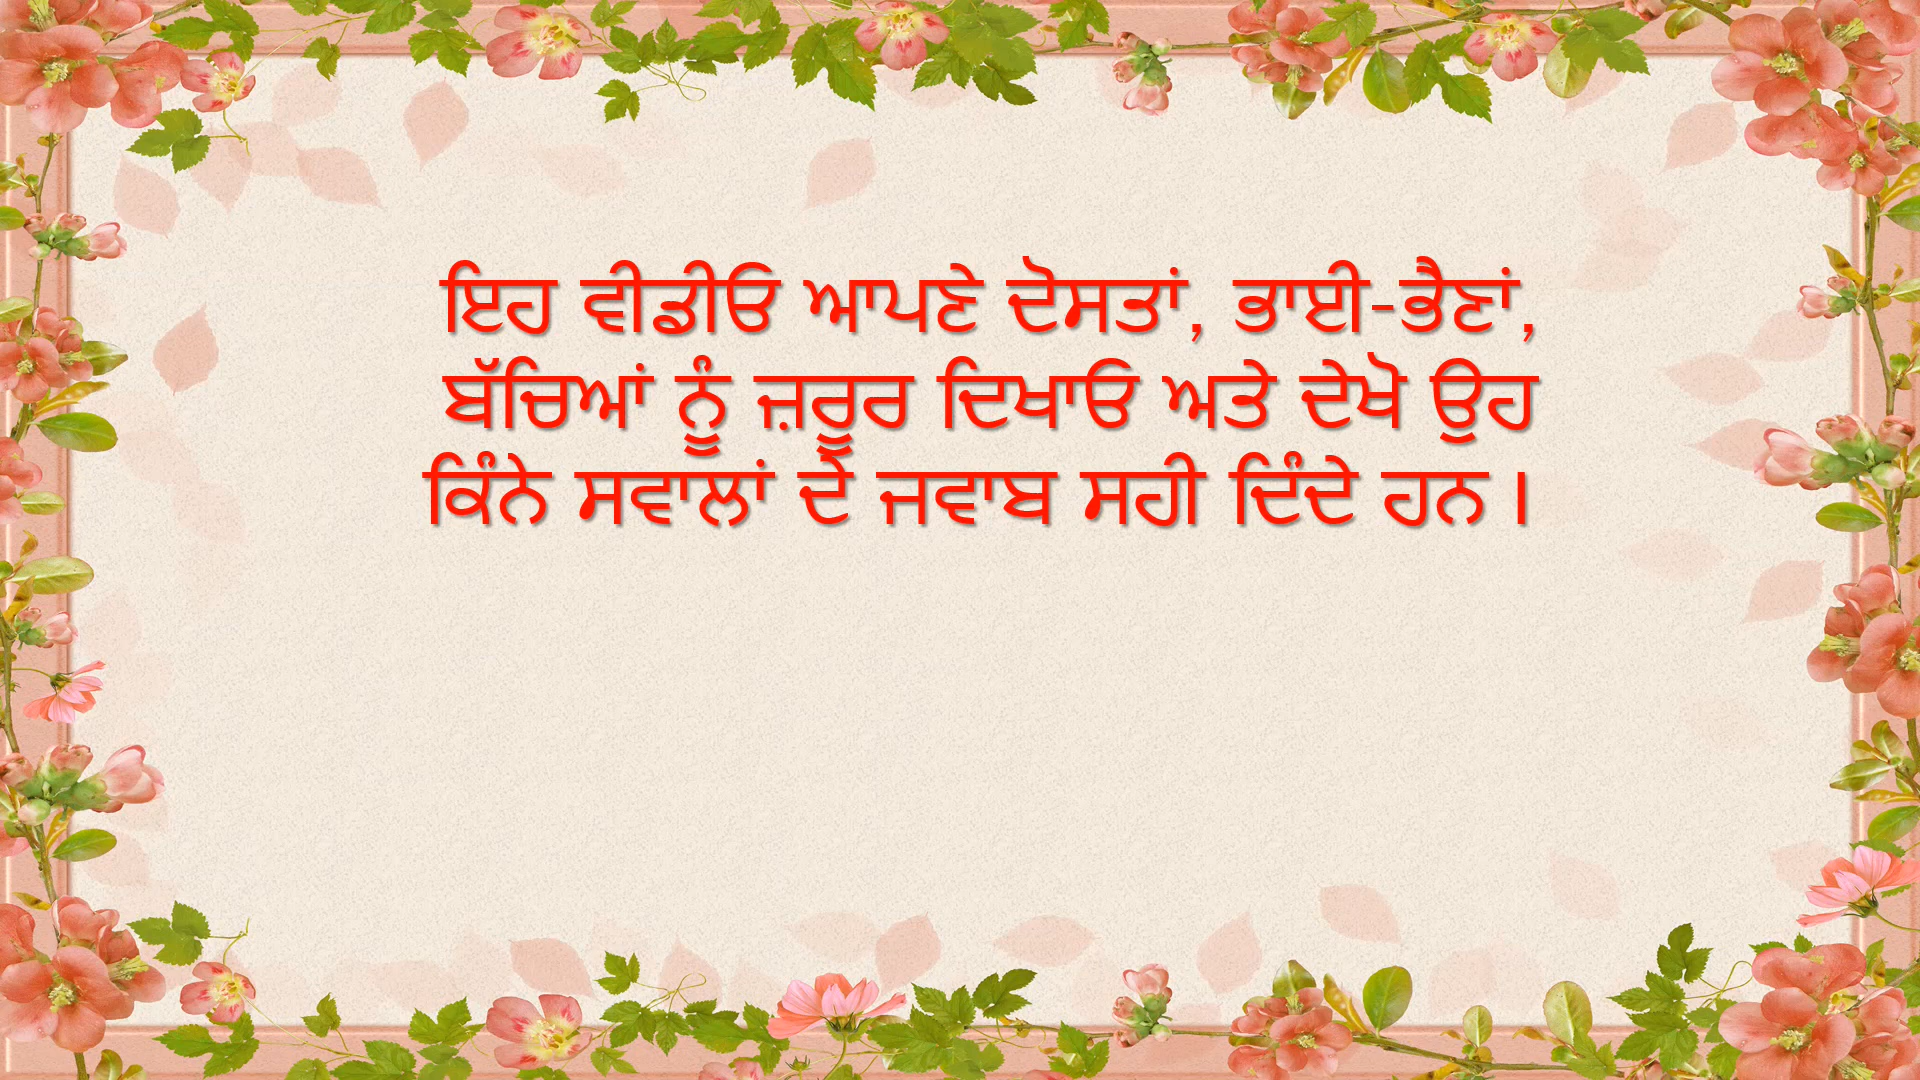 ਇਹ ਵੀਡੀਓ ਆਪਣੇ ਦੋਸਤਾਂ, ਭਾਈ-ਭੈਣਾਂ,
ਬੱਚਿਆਂ ਨੂੰ ਜ਼ਰੂਰ ਦਿਖਾਓ ਅਤੇ ਦੇਖੋ ਉਹ
ਕਿੰਨੇ ਸਵਾਲਾਂ ਦੇ ਜਵਾਬ ਸਹੀ ਦਿੰਦੇ ਹਨ।